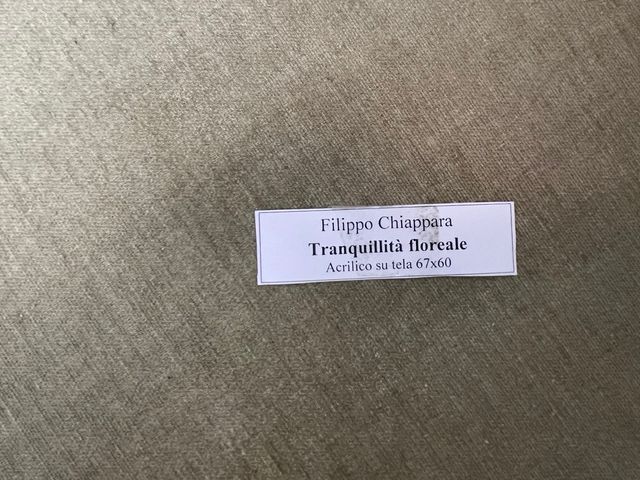 Filippo Chiappara
Tranquillità floreale
Acrilico su tela 67x60